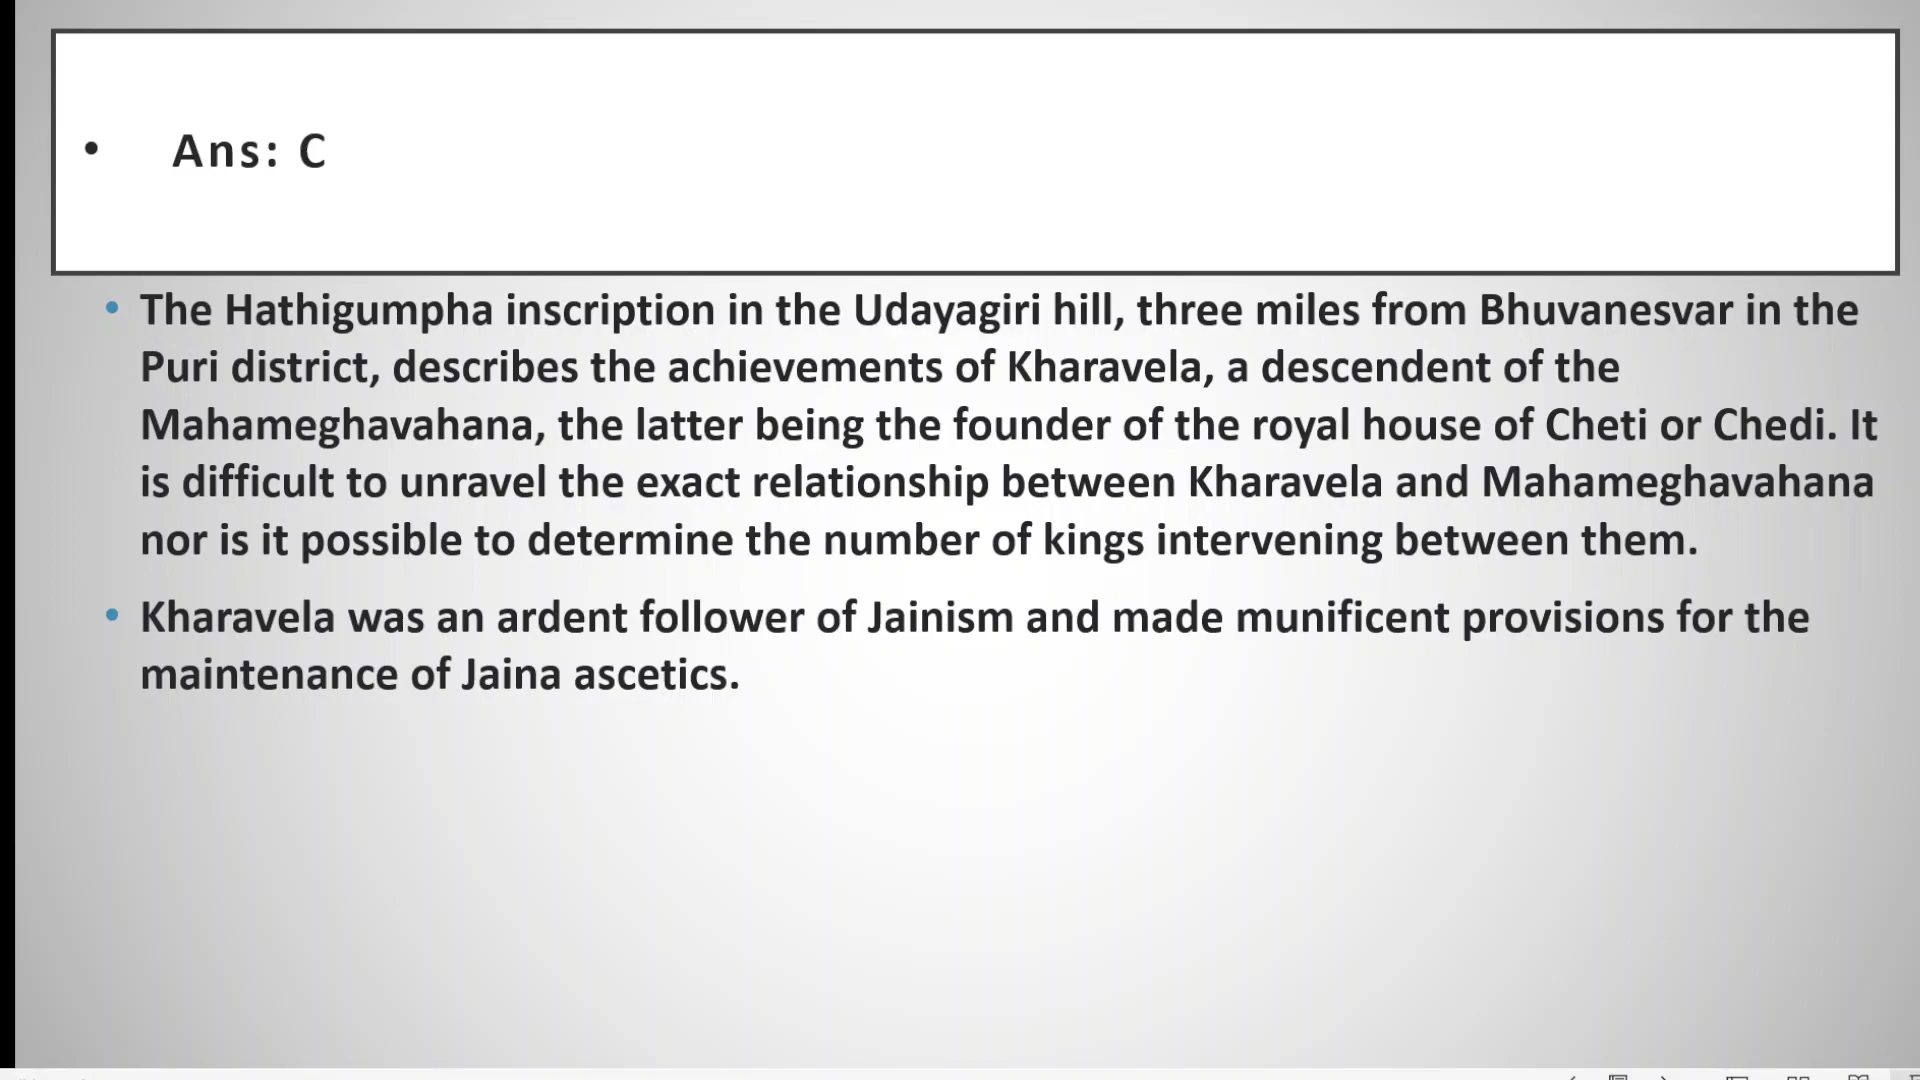 • Ans: C
• The Hathigumpha inscription in the Udayagiri hill, three miles from Bhuvanesvar in the
Puri district, describes the achievements of Kharavela, a descendent of the
Mahameghavahana, the latter being the founder of the royal house of Cheti or Chedi. It
is difficult to unravel the exact relationship between Kharavela and Mahameghavahana
nor is it possible to determine the number of kings intervening between them.
• Kharavela was an ardent follower of Jainism and made munificent provisions for the
maintenance of Jaina ascetics.